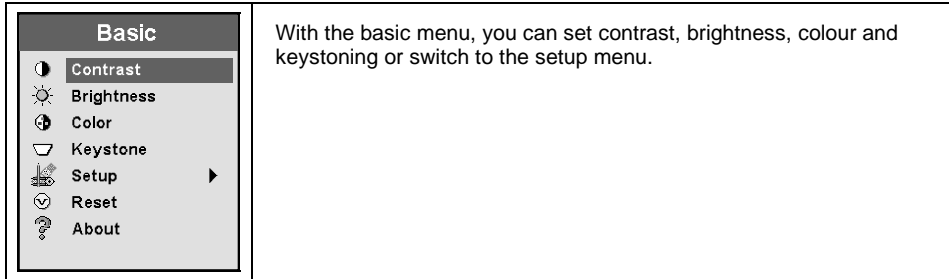 Basic
Contrast
Brightness
Color
Keystone
Setup
Reset
About
With the basic menu, you can set contrast, brightness, colour and
keystoning or switch to the setup menu.